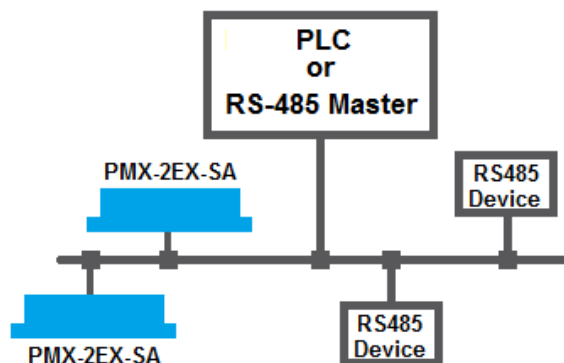 PLC
or
RS-485 Master
PMX-2EX-SA
RS485
Device
PMX-2EX-SA
RS485
Device